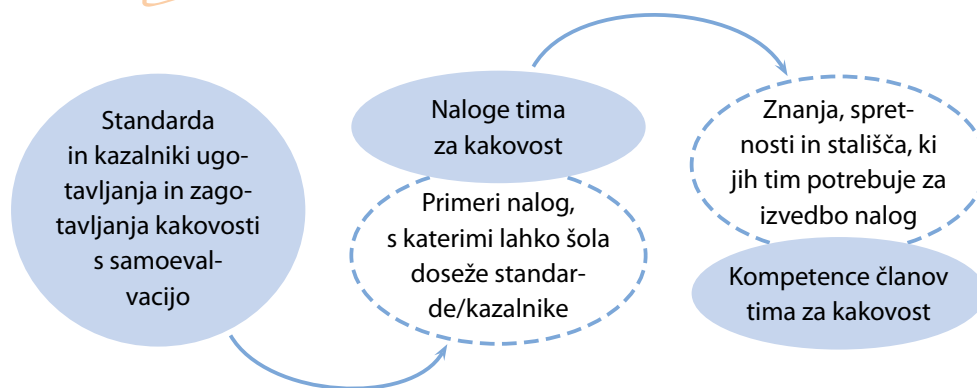 Standarda
in kazalniki ugo-
tavljanja in zago-
tavljanja kakovosti
s samoeval-
vacijo
Naloge tima
za kakovost
Primeri nalog,
s katerimi lahko šola
doseže standar-
de/kazalnike
Znanja, spret-
nosti in stališča, ki
jih tim potrebuje za
izvedbo nalog
Kompetence članov
tima za kakovost